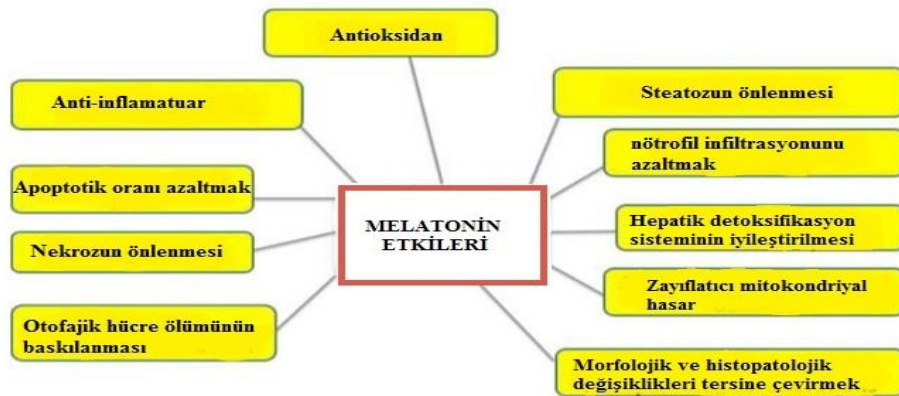 Antioksidan
Anti-inflamatuar
Steatozun önlenmesi
nötrofil infiltrasyonunu
azaltmak
Apoptotik oranı azaltmak
MELATONİN
ETKİLERİ
Hepatik detoksifikasyon
sisteminin iyileştirilmesi
Nekrozun önlenmesi
Zayıflatıcı mitokondriyal
hasar
Otofajik hücre ölümünün
baskılanması
Morfolojik ve histopatolojik
değişiklikleri tersine çevirmek